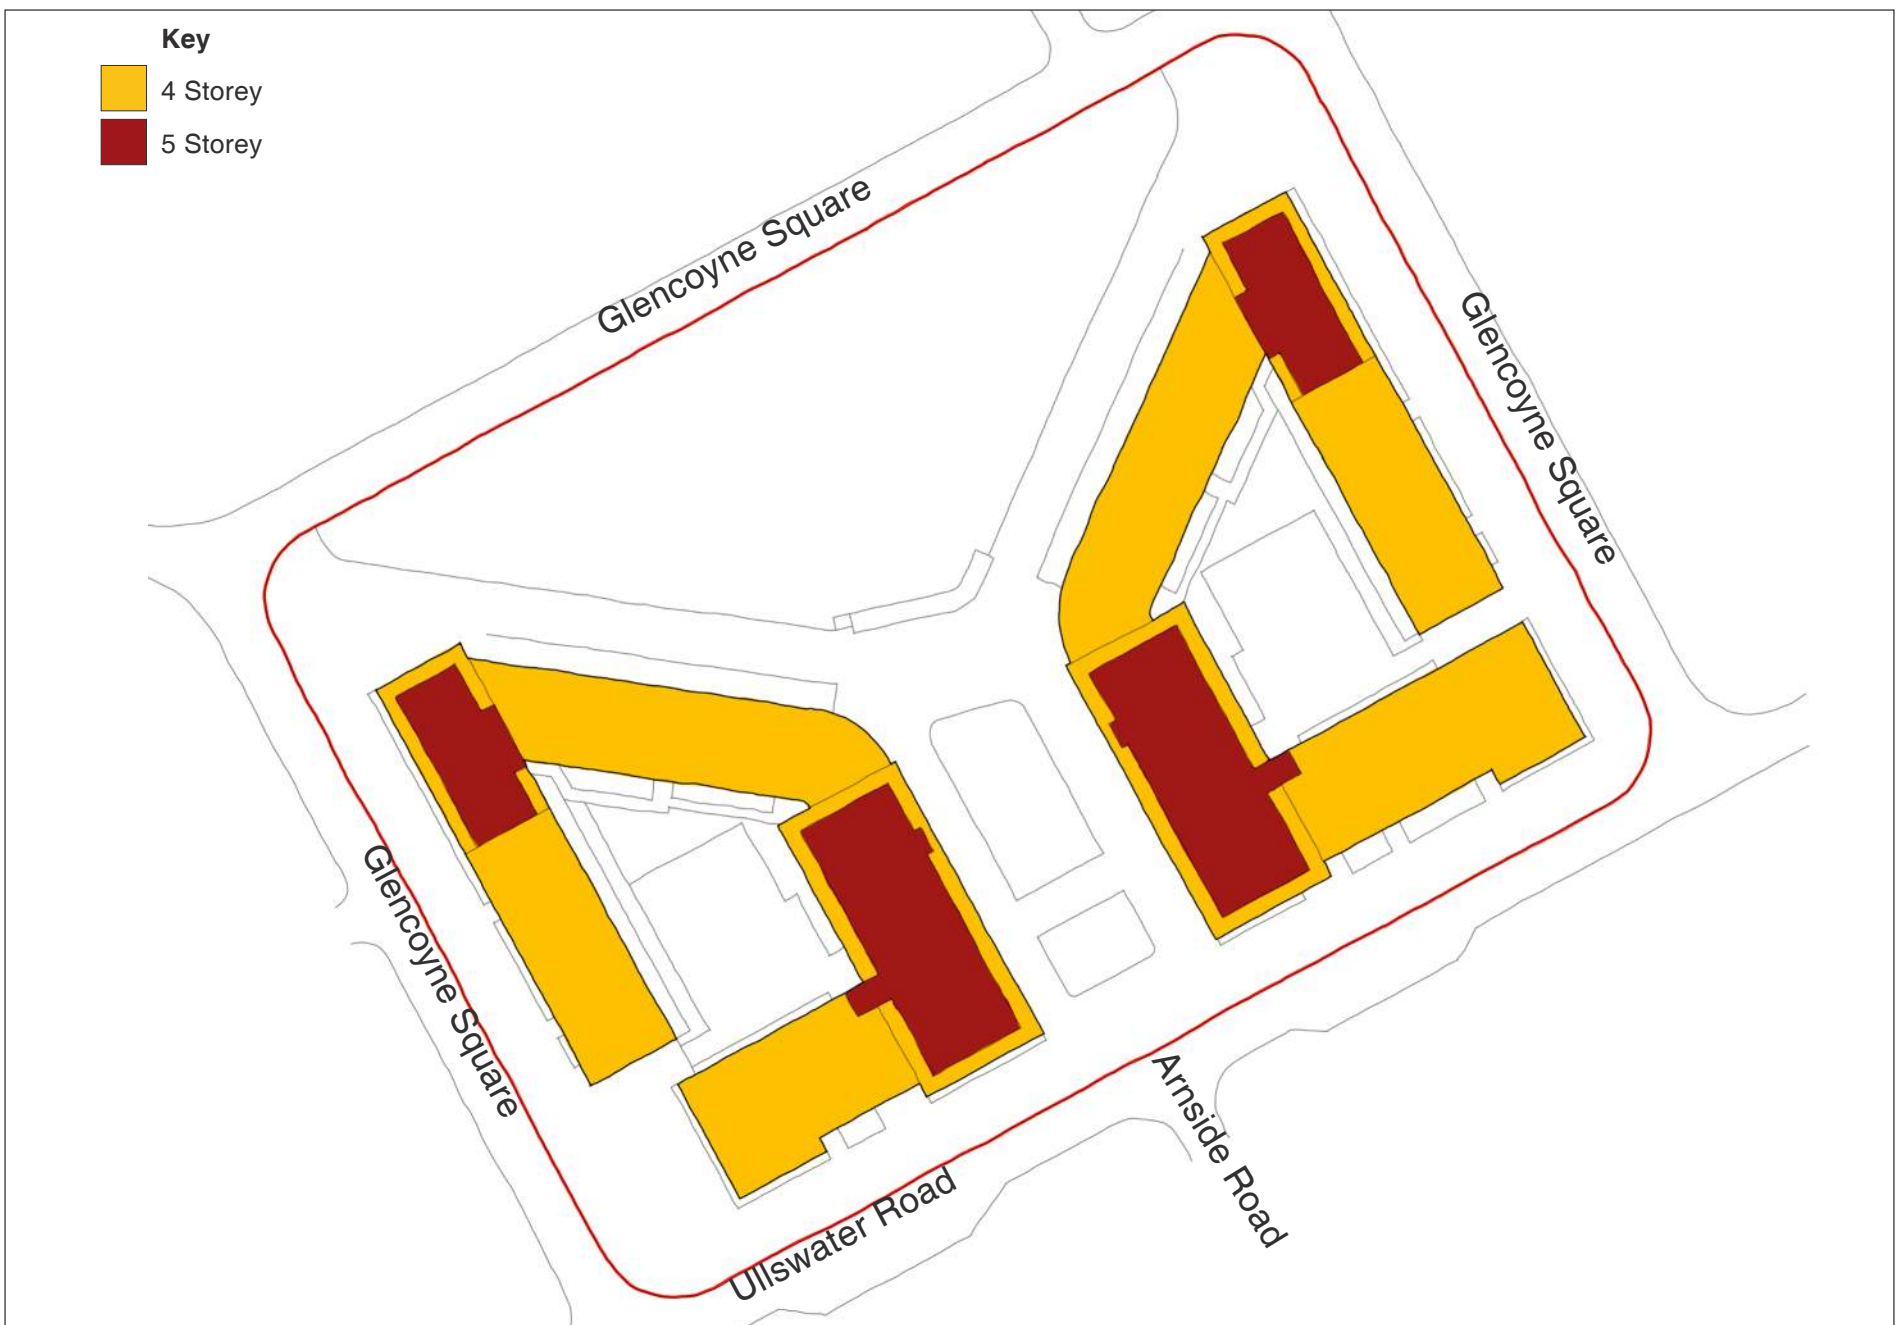 Key
4 Storey
5 Storey
Glencoyne Square
Glencoyne Square
Glencoyne Square
Arnside Road
Ullswater Road